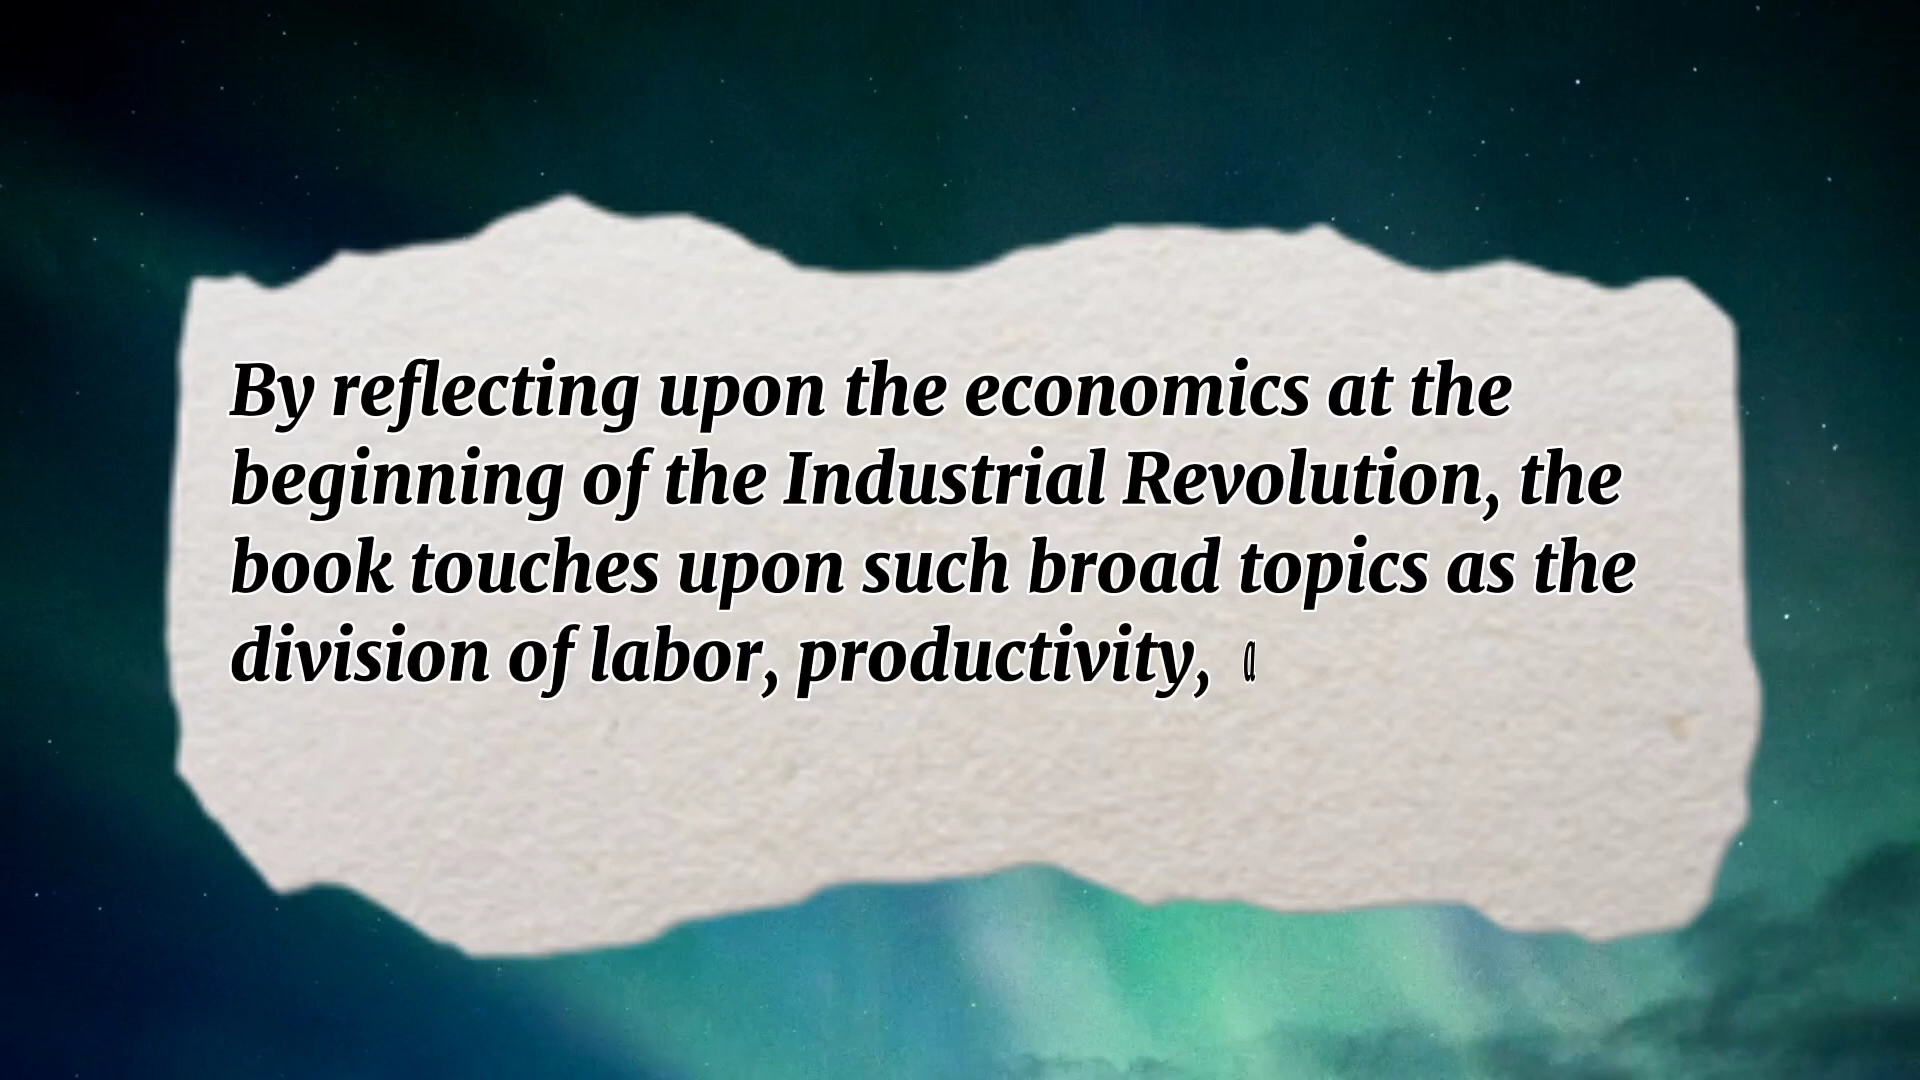 By reflecting upon the economics at the
beginning of the Industrial Revolution, the
book touches upon such broad topics as the
division of labor, productivity,